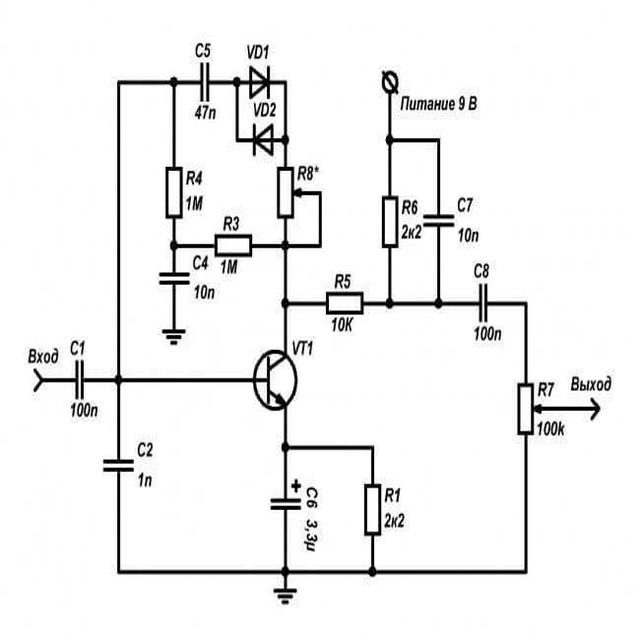 C5
VD1
47n
VD2
Питание 9 В
R4
1M
R8*
R6
2к2
C7
10n
R3
1M
C4
10n
R5
10К
C8
100n
Вход
C1
100n
VT1
R7
100k
Выход
C2
1n
C6 3,3μ
+
R1
2к2